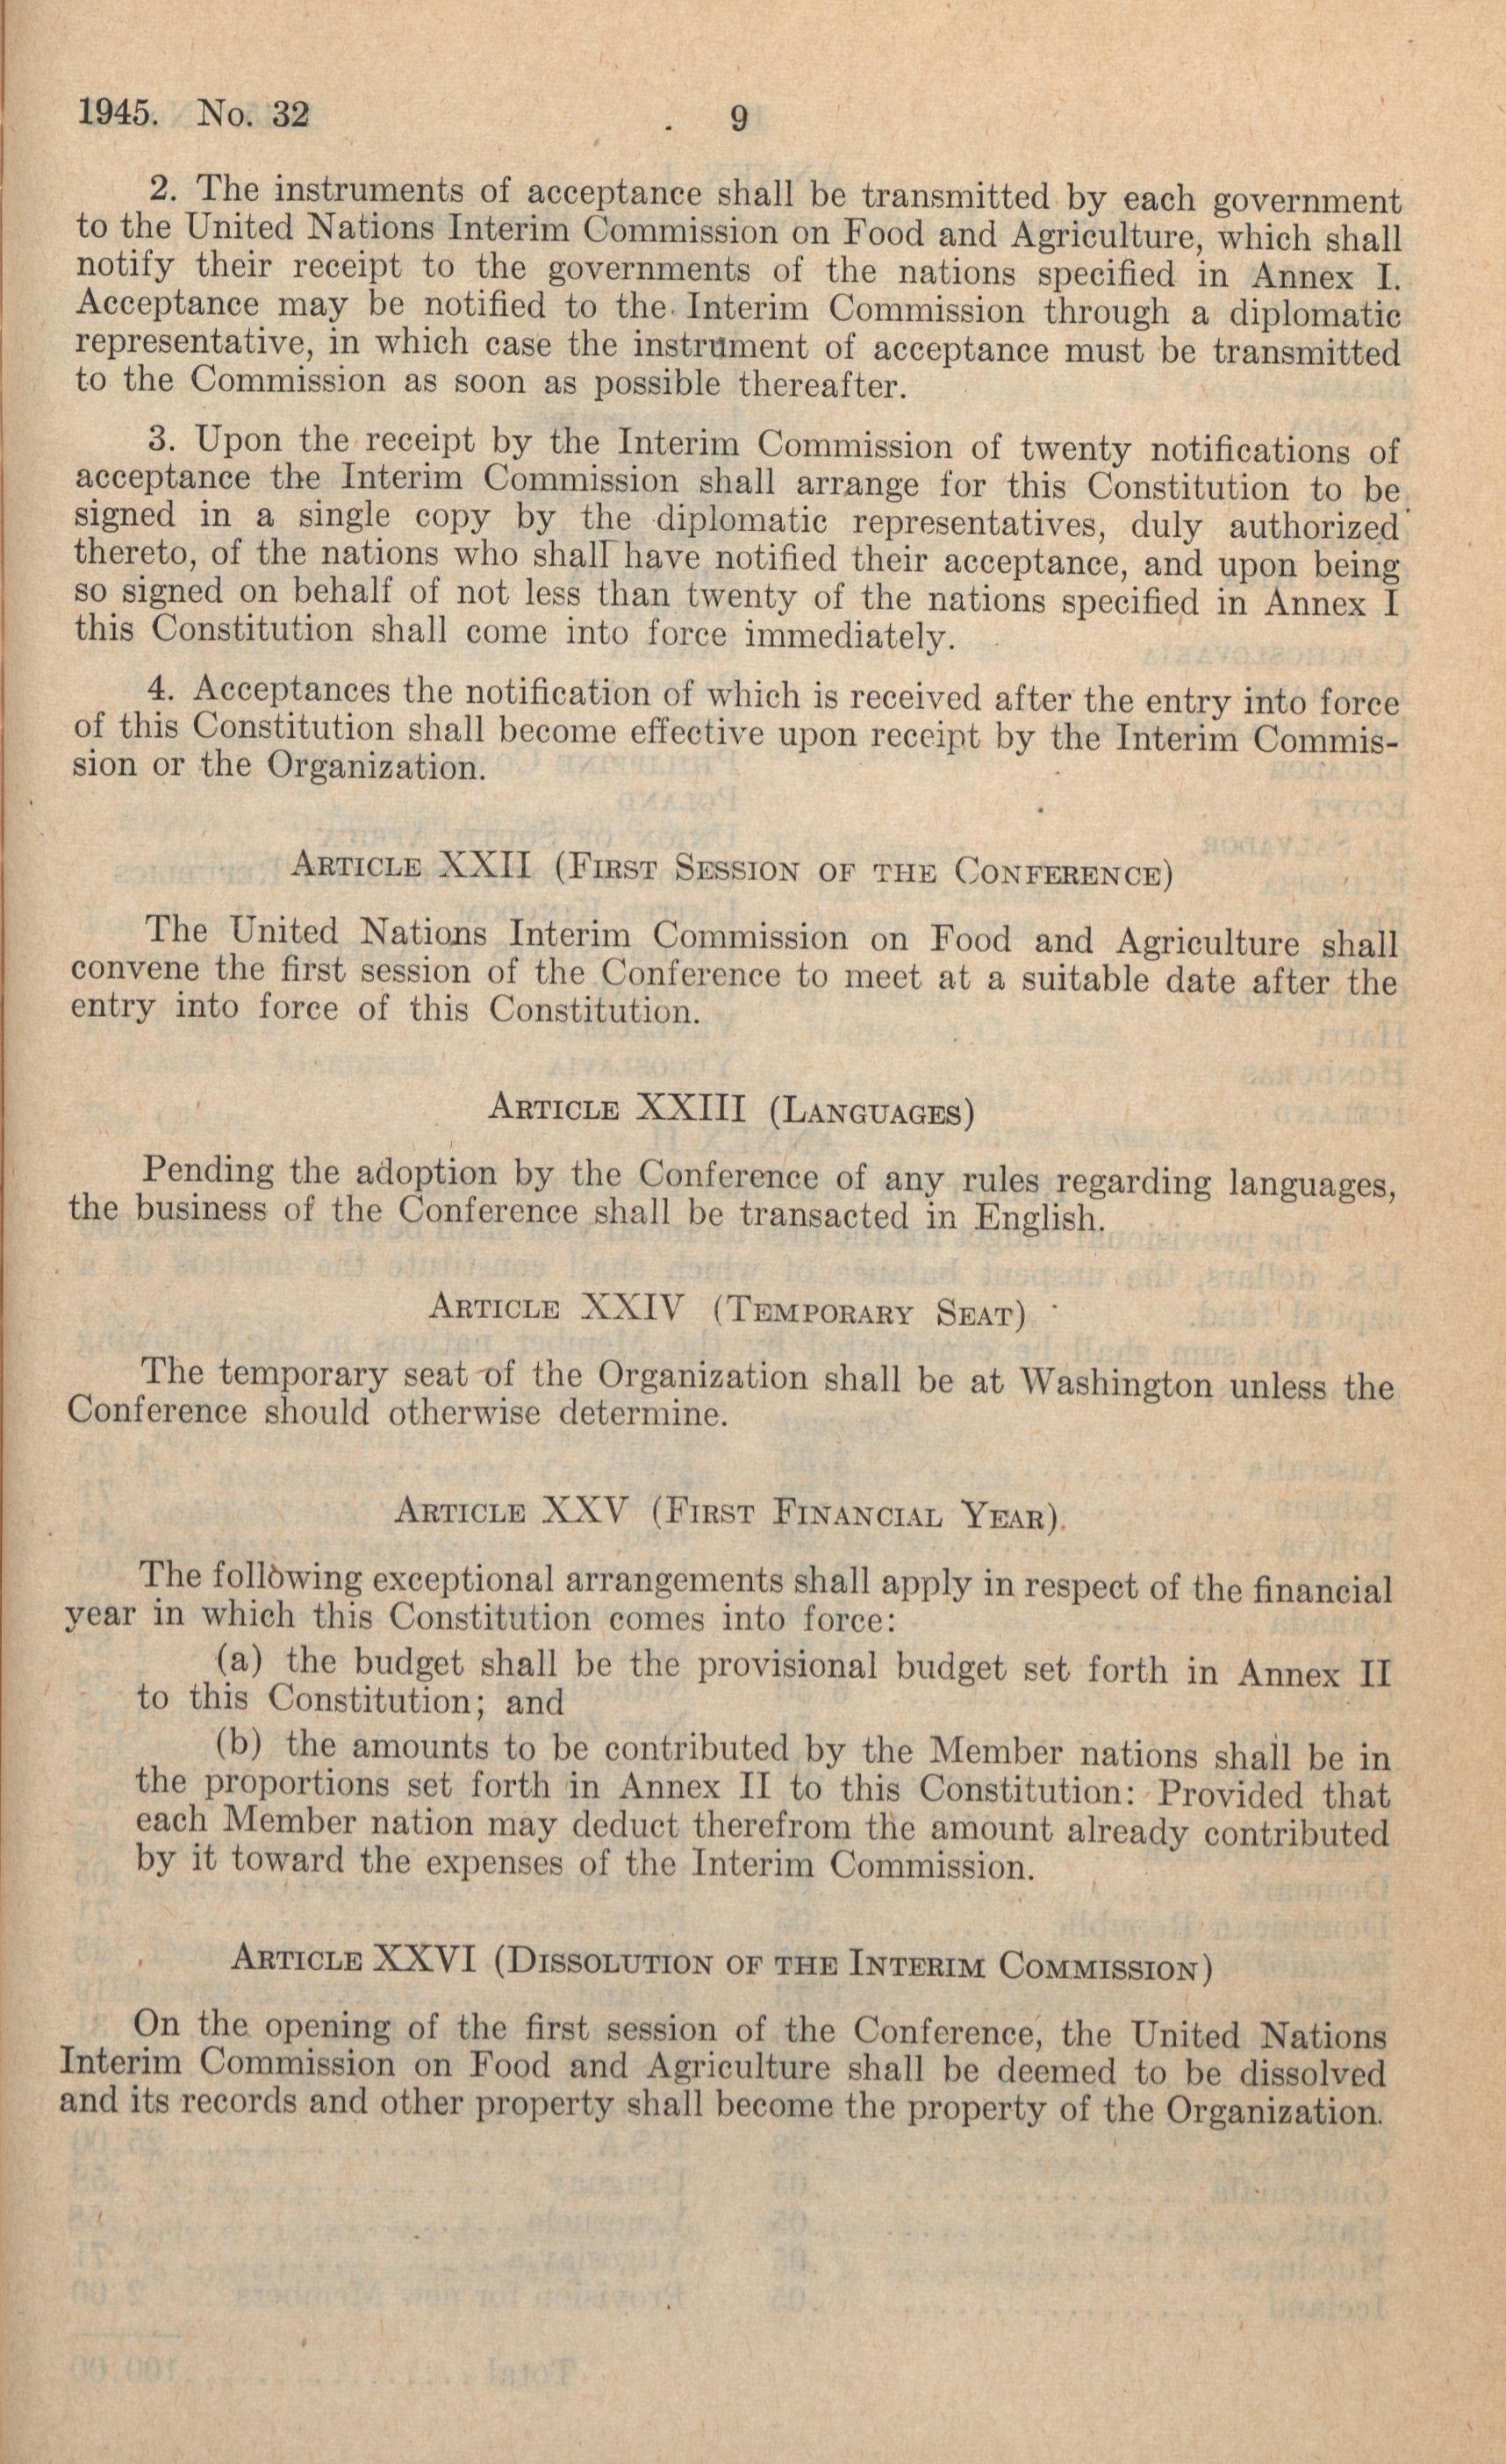 1945. No. 32
9
2. The instruments of acceptance shall be transmitted by each government
to the United Nations Interim Commission on Food and Agriculture, which shall
notify their receipt to the governments of the nations specified in Annex I.
Acceptance may be notified to the Interim Commission through a diplomatic
representative, in which case the instrument of acceptance must be transmitted
to the Commission as soon as possible thereafter.
3. Upon the receipt by the Interim Commission of twenty notifications of
acceptance the Interim Commission shall arrange for this Constitution to be
signed in a single copy by the diplomatic representatives, duly authorized
thereto, of the nations who shall have notified their acceptance, and upon being
so signed on behalf of not less than twenty of the nations specified in Annex I
this Constitution shall come into force immediately.
4. Acceptances the notification of which is received after the entry into force
of this Constitution shall become effective upon receipt by the Interim Commis-
sion or the Organization.
ARTICLE XXII (FIRST SESSION OF THE CONFERENCE)
The United Nations Interim Commission on Food and Agriculture shall
convene the first session of the Conference to meet at a suitable date after the
entry into force of this Constitution.
ARTICLE XXIII (LANGUAGES)
Pending the adoption by the Conference of any rules regarding languages,
the business of the Conference shall be transacted in English.
ARTICLE XXIV (TEMPORARY SEAT)
The temporary seat of the Organization shall be at Washington unless the
Conference should otherwise determine.
ARTICLE XXV (FIRST FINANCIAL YEAR).
The following exceptional arrangements shall apply in respect of the financial
year in which this Constitution comes into force:
(a) the budget shall be the provisional budget set forth in Annex II
to this Constitution; and
(b) the amounts to be contributed by the Member nations shall be in
the proportions set forth in Annex II to this Constitution: Provided that
each Member nation may deduct therefrom the amount already contributed
by it toward the expenses of the Interim Commission.
ARTICLE XXVI (DISSOLUTION OF THE INTERIM COMMISSION)
On the opening of the first session of the Conference, the United Nations
Interim Commission on Food and Agriculture shall be deemed to be dissolved
and its records and other property shall become the property of the Organization.